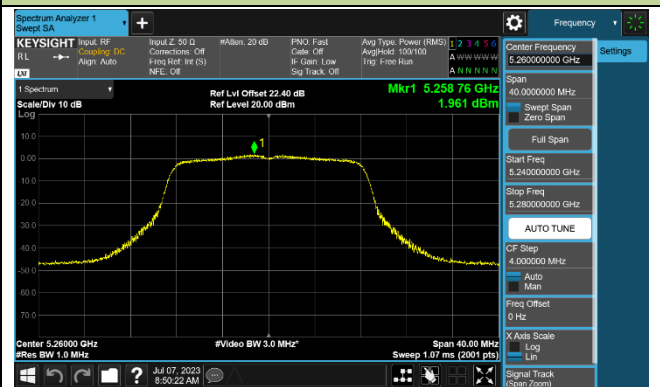 Spectrum Analyzer 1
Swept SA
+
Frequency
KEYSIGHT
RL
LXI
Input: RF
Coupling: DC
Align: Auto
Input Z: 50 Ω
Corrections: Off
Freq Ref: Int (S)
NFE: Off
#Atten: 20 dB
PNO: Fast
Gate: Off
IF Gain: Low
Sig Track: Off
Avg Type: Power (RMS)
Avg|Hold: 100/100
Trig: Free Run
1 2 3 4 5 6
A W W W W W
A N N N N N
1 Spectrum
Scale/Div 10 dB
Log
Ref Lvl Offset 22.40 dB
Ref Level 20.00 dBm
Mkr1 5.258 76 GHz
1.961 dBm
1
10.0
0.00
-10.0
-20.0
-30.0
-40.0
-50.0
-60.0
-70.0
Center 5.26000 GHz
#Res BW 1.0 MHz
#Video BW 3.0 MHz*
Span 40.00 MHz
Sweep 1.07 ms (2001 pts)
Center Frequency
5.260000000 GHz
Settings
Span
40.0000000 MHz
Swept Span
Zero Span
Full Span
Start Freq
5.240000000 GHz
Stop Freq
5.280000000 GHz
AUTO TUNE
CF Step
4.000000 MHz
Auto
Man
Freq Offset
0 Hz
X Axis Scale
Log
Lin
Signal Track
(Span Zoom)
?
Jul 07, 2023
8:50:22 AM